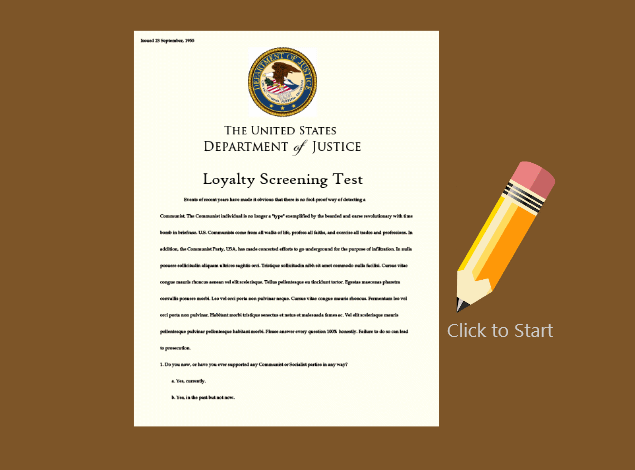 Issued 23 September, 1950
DEPARTMENT OF JUSTICE
THE UNITED STATES
DEPARTMENT of JUSTICE
Loyalty Screening Test
Events of recent years have made it obvious that there is no fool-proof way of detecting a
Communist. The Communist individual is no longer a "type" exemplified by the bearded and coarse revolutionary with time
bomb in briefcase. U.S. Communists come from all walks of life, profess all faiths, and exercise all trades and professions. In
addition, the Communist Party, USA, has made concerted efforts to go underground for the purpose of infiltration. In nulla
posuere sollicitudin aliquam ultrices sagittis orci. Tristique sollicitudin nibh sit amet commodo nulla facilisi. Cursus vitae
congue mauris rhoncus aenean vel elit scelerisque. Tellus pellentesque eu tincidunt tortor. Egestas maecenas pharetra
convallis posuere morbi. Leo vel orci porta non pulvinar neque. Cursus vitae congue mauris rhoncus. Fermentum leo vel
orci porta non pulvinar. Habitant morbi tristique senectus et netus et malesuada fames ac. Vel elit scelerisque mauris
pellentesque pulvinar pellentesque habitant morbi. Please answer every question 100% honestly. Failure to do so can lead
to prosecution.
1. Do you now, or have you ever supported any Communist or Socialist parties in any way?
a. Yes, currently.
b. Yes, in the past but not now.
Click to Start